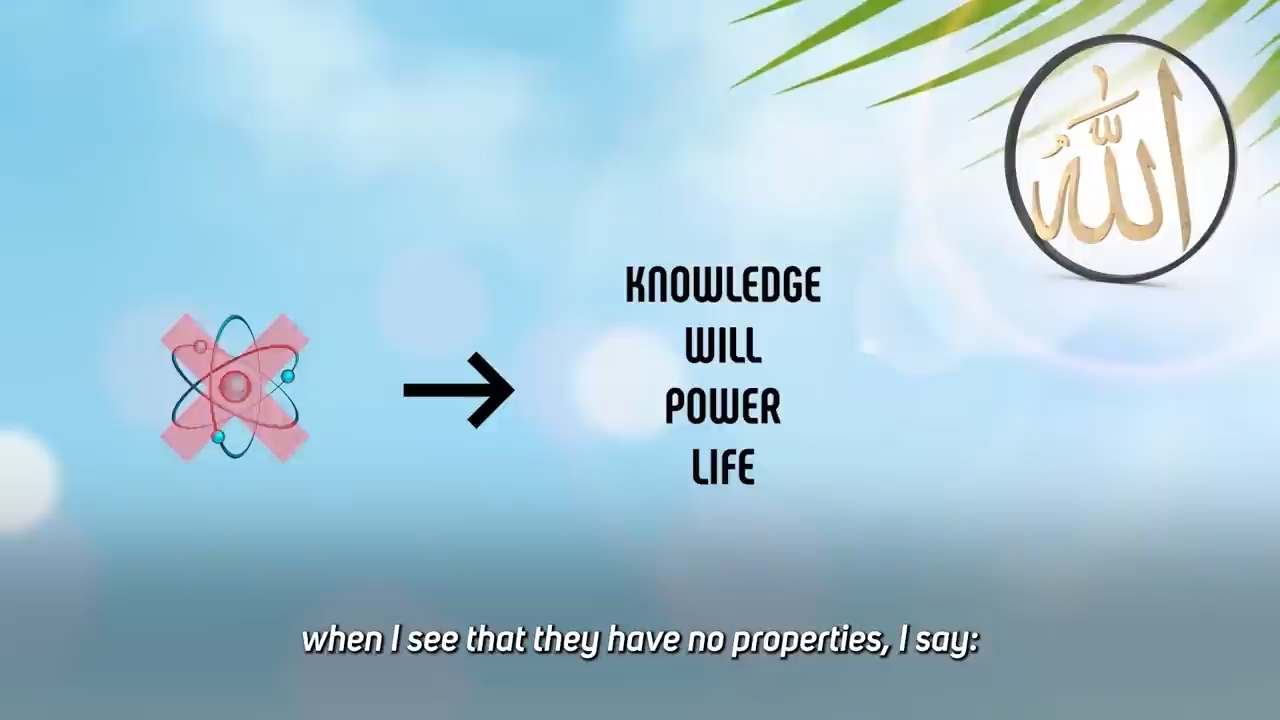 الله
KNOWLEDGE
WILL
POWER
LIFE
when I see that they have no properties, I say: